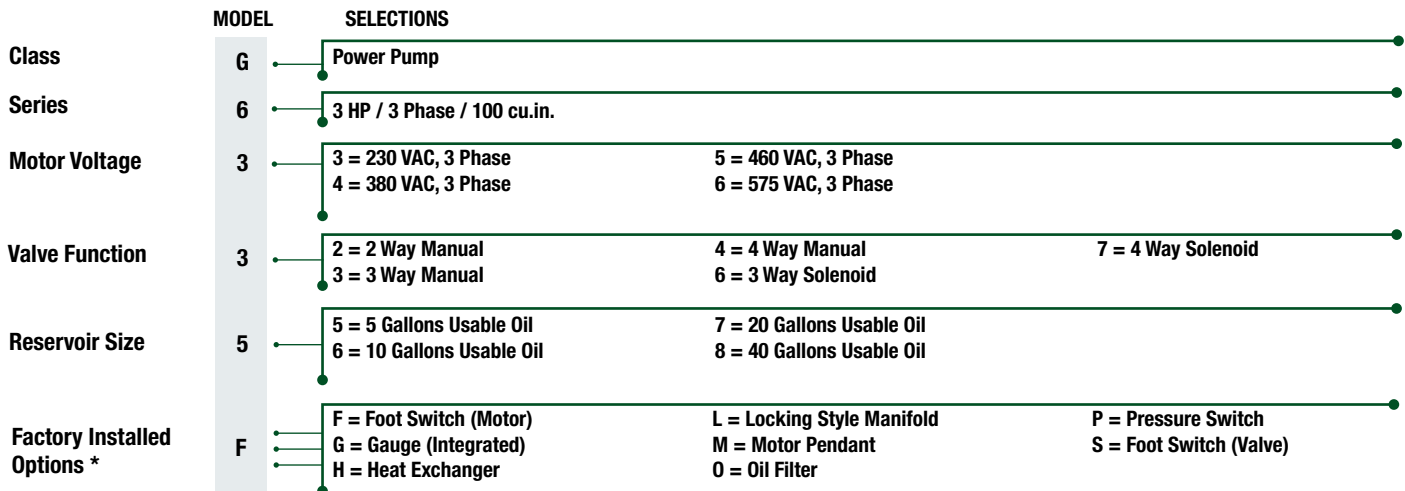 MODEL SELECTIONS
Class G Power Pump
Series 6 3 HP / 3 Phase / 100 cu.in.
Motor Voltage 3 3 = 230 VAC, 3 Phase 5 = 460 VAC, 3 Phase
4 = 380 VAC, 3 Phase 6 = 575 VAC, 3 Phase
Valve Function 3 2 = 2 Way Manual 4 = 4 Way Manual 7 = 4 Way Solenoid
3 = 3 Way Manual 6 = 3 Way Solenoid
Reservoir Size 5 5 = 5 Gallons Usable Oil 7 = 20 Gallons Usable Oil
6 = 10 Gallons Usable Oil 8 = 40 Gallons Usable Oil
Factory Installed
Options * F F = Foot Switch (Motor) L = Locking Style Manifold P = Pressure Switch
G = Gauge (Integrated) M = Motor Pendant S = Foot Switch (Valve)
H = Heat Exchanger O = Oil Filter